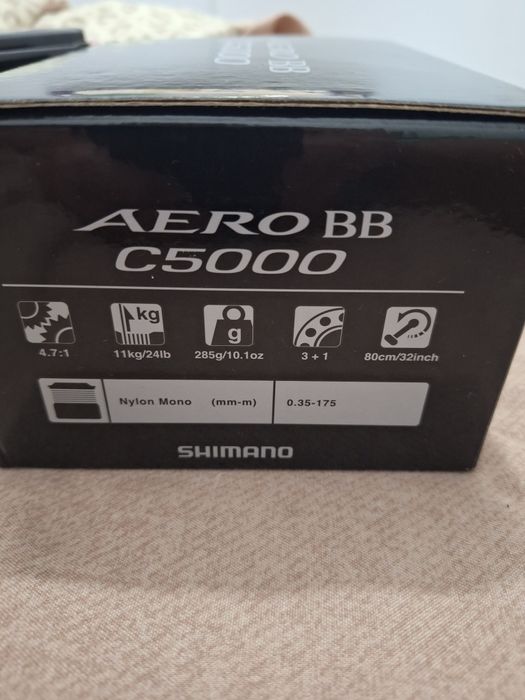 AERO BB
C5000
kg
g
4.7:1 11kg/24lb 285g/10.1oz 3 + 1 80cm/32inch
Nylon Mono (mm-m) 0.35-175
SHIMANO